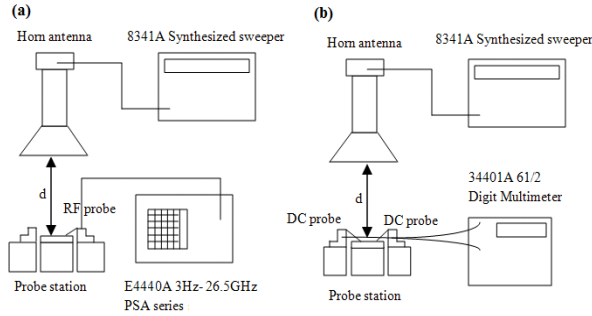 (a)
Horn antenna
8341A Synthesized sweeper
d
RF probe
Probe station
E4440A 3Hz- 26.5GHz
PSA series
(b)
Horn antenna
8341A Synthesized sweeper
d
34401A 61/2
Digit Multimeter
DC probe
DC probe
Probe station